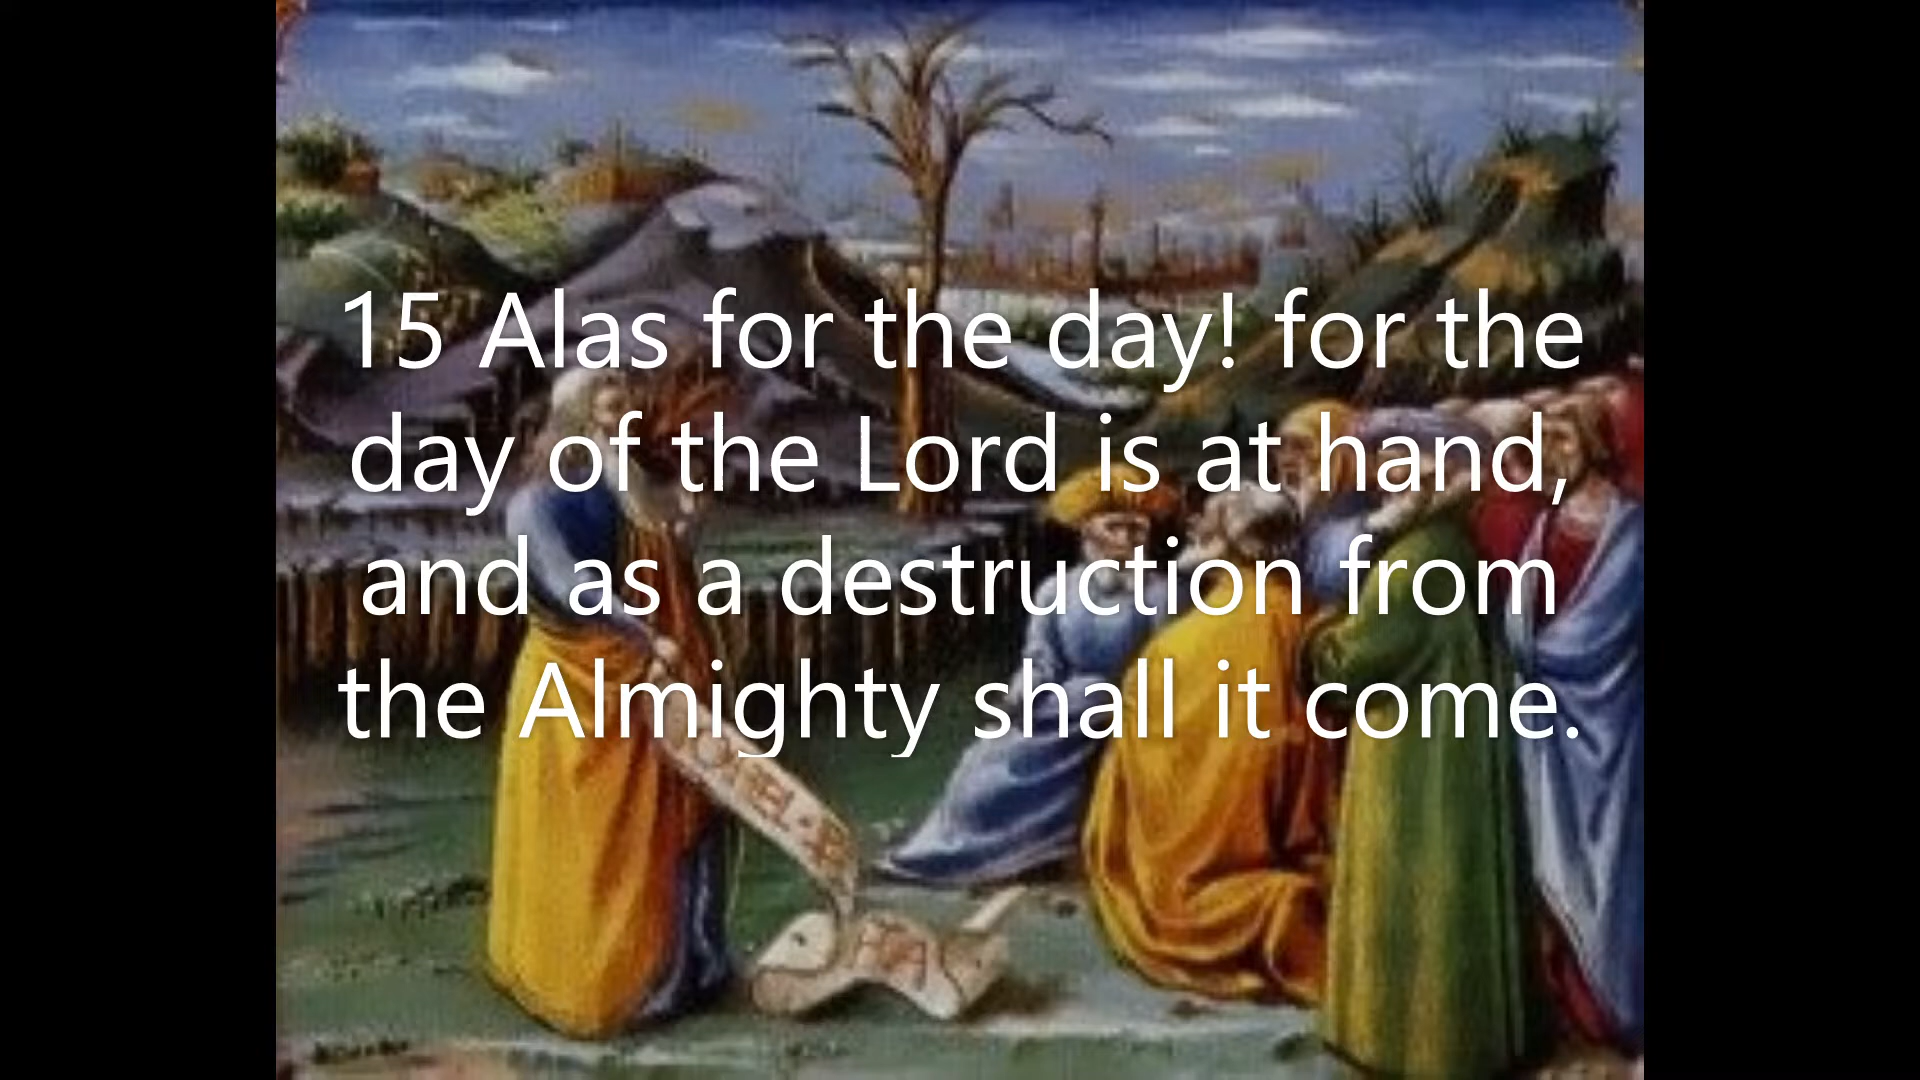 15 Alas for the day! for the
day of the Lord is at hand,
and as a destruction from
the Almighty shall it come.